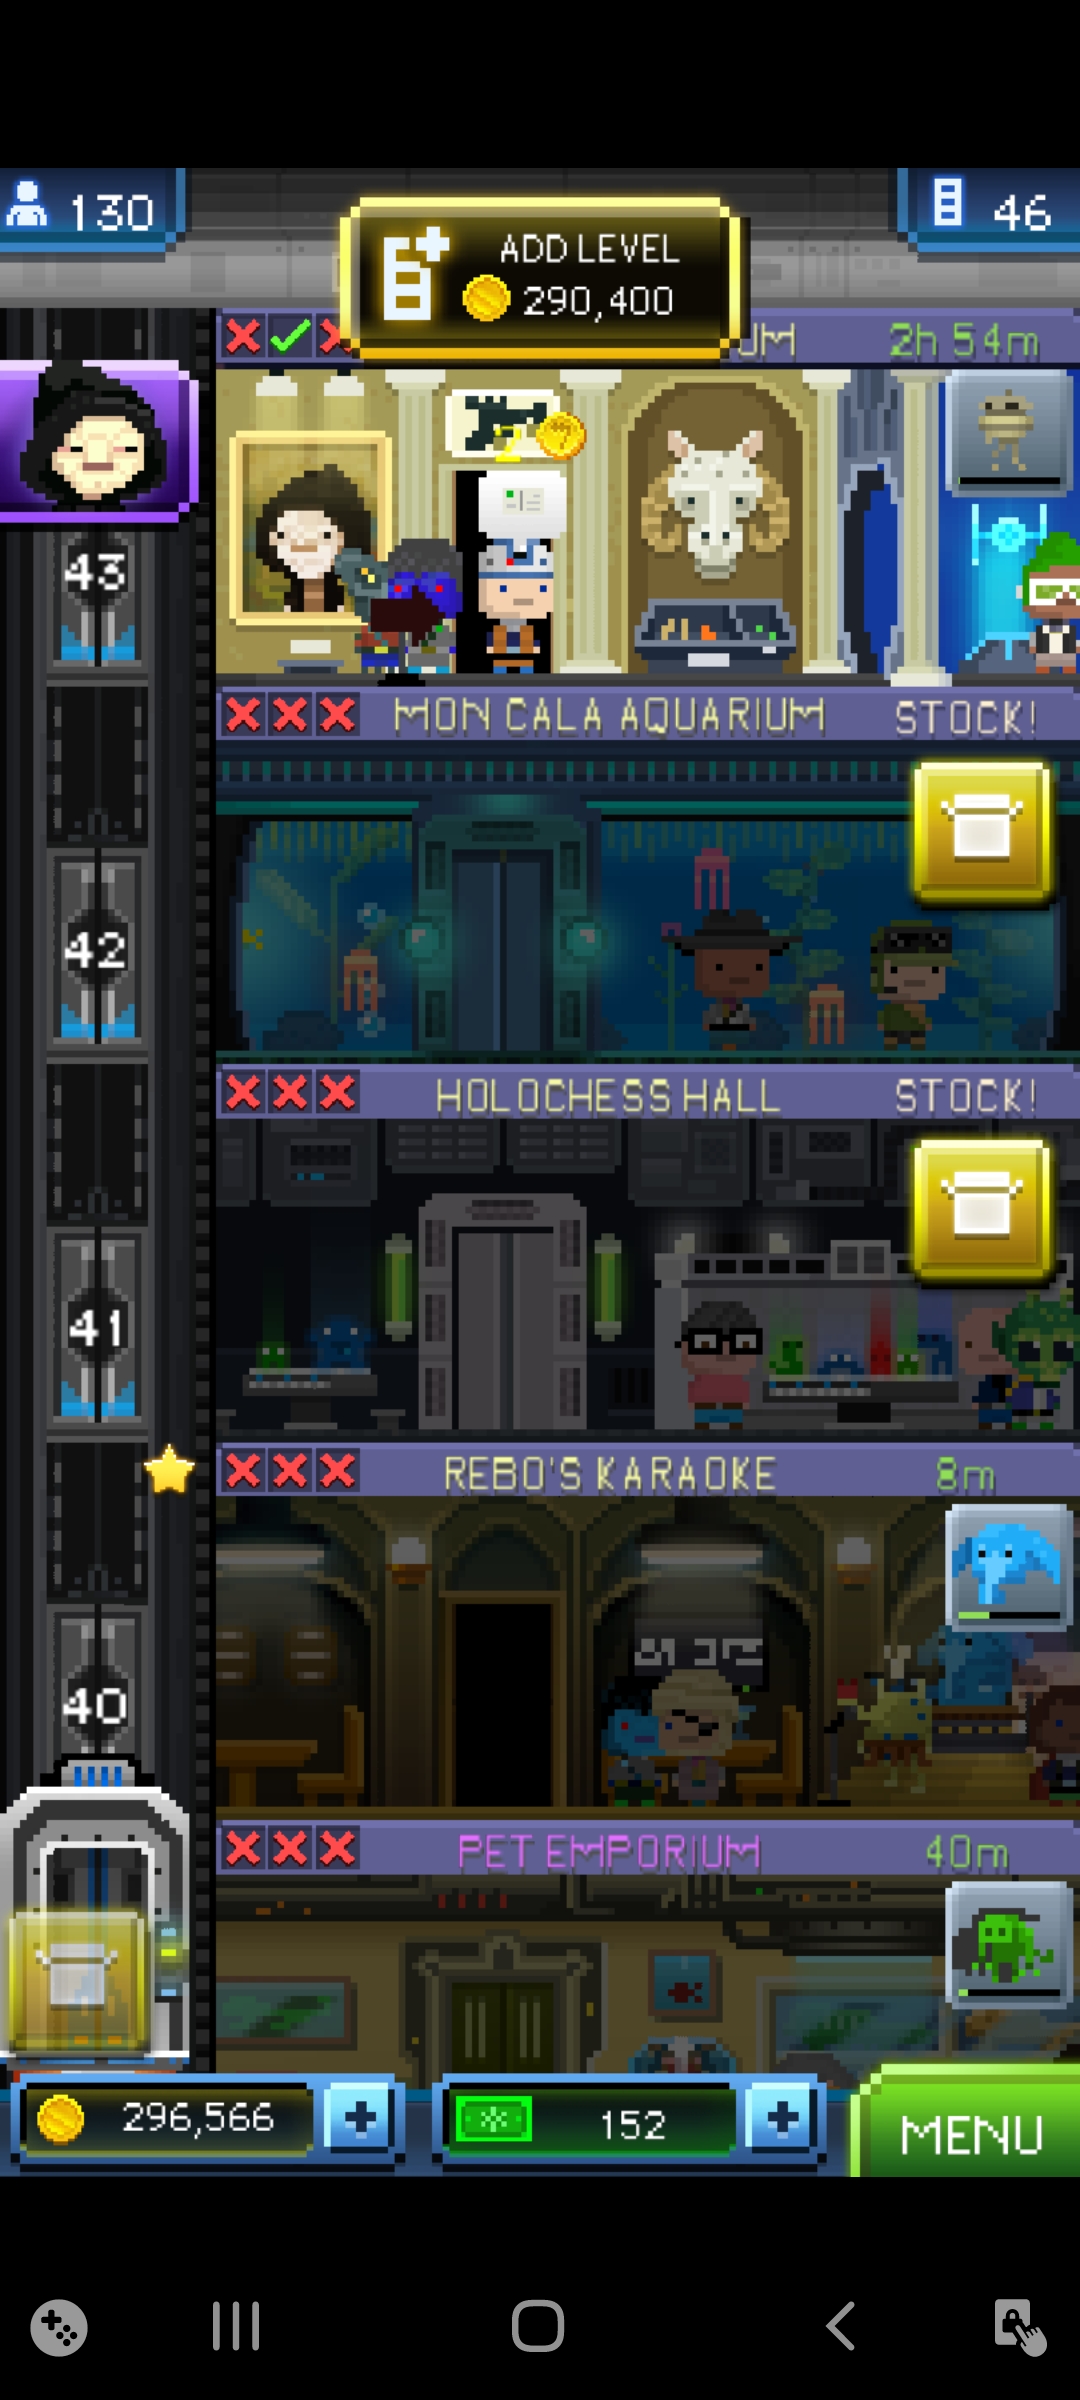 130
46
ADD LEVEL
290,400
UM 2h 54m
2
43
MON CALA AQUARIUM STOCK!
42
HOLOCHESS HALL STOCK!
41
REBO'S KARAOKE 8m
40
PET EMPORIUM 40m
296,566
152
MENU